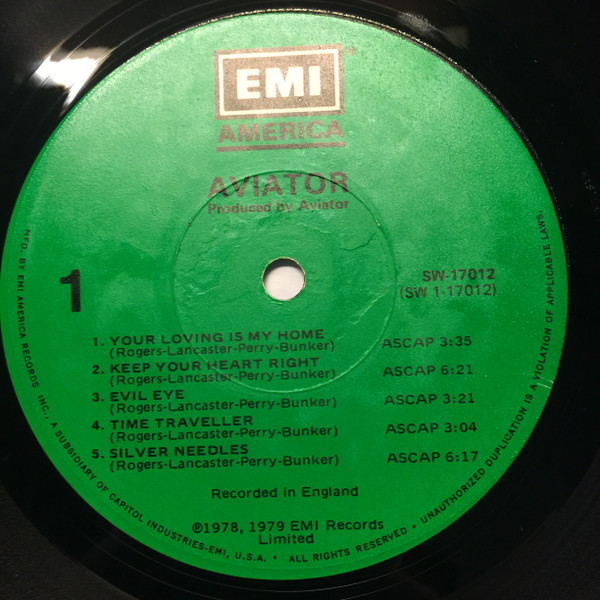 EMI
AMERICA
AVIATOR
Produced by Aviator
1
SW-17012
(SW 1-17012)
1. YOUR LOVING IS MY HOME
(Rogers-Lancaster-Perry-Bunker) ASCAP 3:35
2. KEEP YOUR HEART RIGHT
(Rogers-Lancaster-Perry-Bunker) ASCAP 6:21
3. EVIL EYE
(Rogers-Lancaster-Perry-Bunker) ASCAP 3:21
4. TIME TRAVELLER
(Rogers-Lancaster-Perry-Bunker) ASCAP 3:04
5. SILVER NEEDLES
(Rogers-Lancaster-Perry-Bunker) ASCAP 6:17
Recorded in England
℗1978, 1979 EMI Records
Limited
MFD. BY EMI AMERICA RECORDS INC., A SUBSIDIARY OF CAPITOL INDUSTRIES-EMI, U.S.A. • ALL RIGHTS RESERVED • UNAUTHORIZED DUPLICATION IS A VIOLATION OF APPLICABLE LAWS.